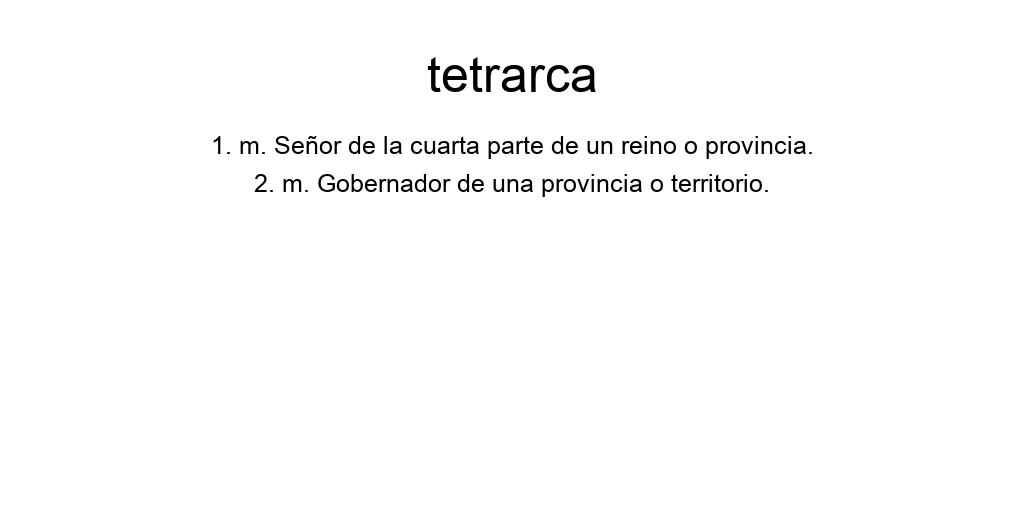 tetrarca
1. m. Señor de la cuarta parte de un reino o provincia.
2. m. Gobernador de una provincia o territorio.